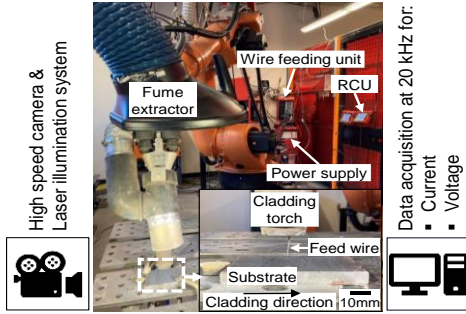 High speed camera &
Laser illumination system
Fume
extractor
Wire feeding unit
RCU
Power supply
Cladding
torch
Feed wire
Substrate
Cladding direction
10mm
Data acquisition at 20 kHz for:
▪ Current
▪ Voltage